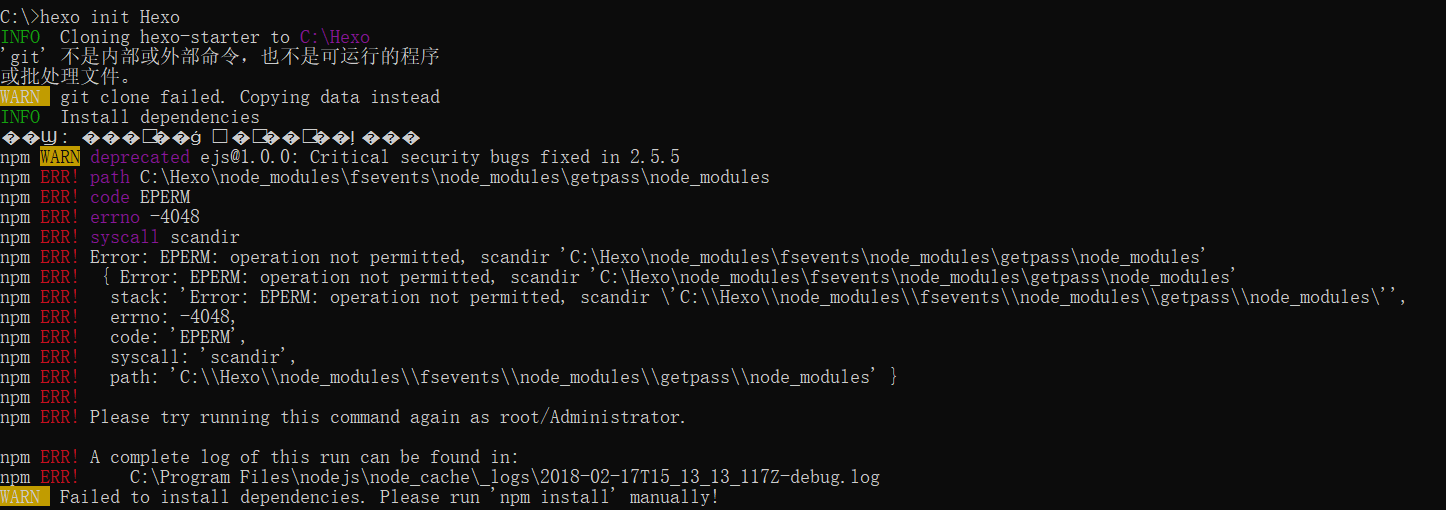 C:\>hexo init Hexo
INFO  Cloning hexo-starter to C:\Hexo
'git' 不是内部或外部命令，也不是可运行的程序
或批处理文件。
WARN  git clone failed. Copying data instead
INFO  Install dependencies
npm WARN deprecated ejs@1.0.0: Critical security bugs fixed in 2.5.5
npm ERR! path C:\Hexo\node_modules\fsevents\node_modules\getpass\node_modules
npm ERR! code EPERM
npm ERR! errno -4048
npm ERR! syscall scandir
npm ERR! Error: EPERM: operation not permitted, scandir 'C:\Hexo\node_modules\fsevents\node_modules\getpass\node_modules'
npm ERR!  { Error: EPERM: operation not permitted, scandir 'C:\Hexo\node_modules\fsevents\node_modules\getpass\node_modules'
npm ERR!   stack: 'Error: EPERM: operation not permitted, scandir \'C:\\Hexo\\node_modules\\fsevents\\node_modules\\getpass\\node_modules\'',
npm ERR!   errno: -4048,
npm ERR!   code: 'EPERM',
npm ERR!   syscall: 'scandir',
npm ERR!   path: 'C:\\Hexo\\node_modules\\fsevents\\node_modules\\getpass\\node_modules' }
npm ERR!
npm ERR! Please try running this command again as root/Administrator.
npm ERR! A complete log of this run can be found in:
npm ERR!     C:\Program Files\nodejs\node_cache\_logs\2018-02-17T15_13_13_117Z-debug.log
WARN  Failed to install dependencies. Please run 'npm install' manually!